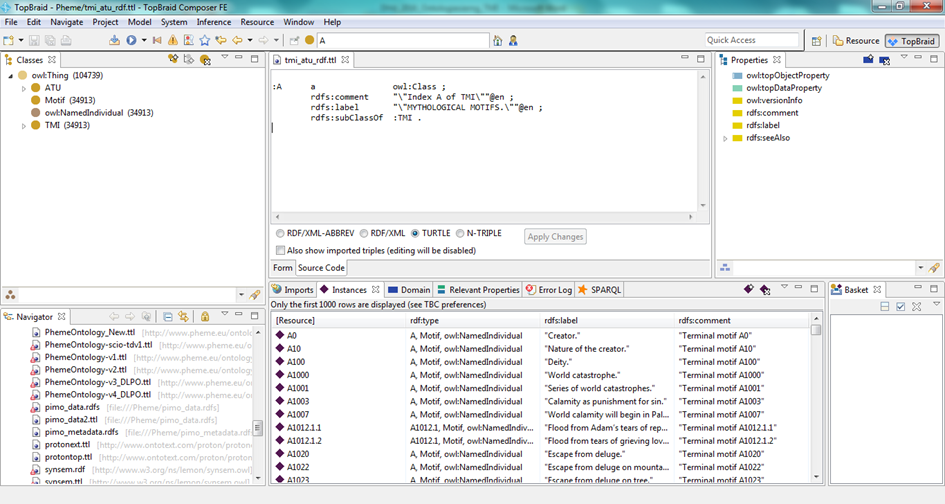 TopBraid - Pheme/tmi_atu_rdf.ttl - TopBraid Composer FE
File Edit Navigate Project Model System Inference Resource Window Help
A
Quick Access
Resource
TopBraid
Classes
owl:Thing (104739)
ATU
Motif (34913)
owl:NamedIndividual (34913)
TMI (34913)
tmi_atu_rdf.ttl
:A a owl:Class ;
rdfs:comment "\"Index A of TMI\""@en ;
rdfs:label "\"MYTHOLOGICAL MOTIFS.\""@en ;
rdfs:subClassOf :TMI .
RDF/XML-ABBREV RDF/XML TURTLE N-TRIPLE
Apply Changes
Also show imported triples (editing will be disabled)
Form Source Code
Properties
owl:topObjectProperty
owl:topDataProperty
owl:versionInfo
rdfs:comment
rdfs:label
rdfs:seeAlso
Navigator
PhemeOntology_New.ttl [http://www.pheme.eu/ontolo
PhemeOntology-scio-tdv1.ttl [http://www.pheme.eu/
PhemeOntology-v1.ttl [http://www.pheme.eu/ontolog
PhemeOntology-v2.ttl [http://www.pheme.eu/ontolog
PhemeOntology-v3_DLPO.ttl [http://www.pheme.eu/
PhemeOntology-v4_DLPO.ttl [http://www.pheme.eu/
pimo_data.rdfs [file:///Pheme/pimo_data.rdfs]
pimo_data2.ttl [http://www.pheme.eu/ontology/pher
pimo_metadata.rdfs [file:///Pheme/pimo_metadata.r
protonext.ttl [http://www.ontotext.com/proton/proto
protontop.ttl [http://www.ontotext.com/proton/proto
synsem.rdf [http://www.w3.org/ns/lemon/synsem.owl]
synsem.ttl [http://www.w3.org/ns/lemon/synsem]
Imports Instances Domain Relevant Properties Error Log SPARQL
Only the first 1000 rows are displayed (see TBC preferences)
[Resource] rdf:type rdfs:label rdfs:comment
A0 A, Motif, owl:NamedIndividual "Creator." "Terminal motif A0"
A10 A, Motif, owl:NamedIndividual "Nature of the creator." "Terminal motif A10"
A100 A, Motif, owl:NamedIndividual "Deity." "Terminal motif A100"
A1000 A, Motif, owl:NamedIndividual "World catastrophe." "Terminal motif A1000"
A1001 A, Motif, owl:NamedIndividual "Series of world catastrophes." "Terminal motif A1001"
A1003 A, Motif, owl:NamedIndividual "Calamity as punishment for sin." "Terminal motif A1003"
A1007 A, Motif, owl:NamedIndividual "World calamity will begin in Pal... "Terminal motif A1007"
A1012.1.1 A1012.1, Motif, owl:NamedIndiv... "Flood from Adam's tears of rep... "Terminal motif A1012.1.1"
A1012.1.2 A1012.1, Motif, owl:NamedIndiv... "Flood from tears of grieving lov... "Terminal motif A1012.1.2"
A1020 A, Motif, owl:NamedIndividual "Escape from deluge." "Terminal motif A1020"
A1022 A, Motif, owl:NamedIndividual "Escape from deluge on mounta... "Terminal motif A1022"
A1023 A, Motif, owl:NamedIndividual "Escape from deluge on tree." "Terminal motif A1023"
Basket